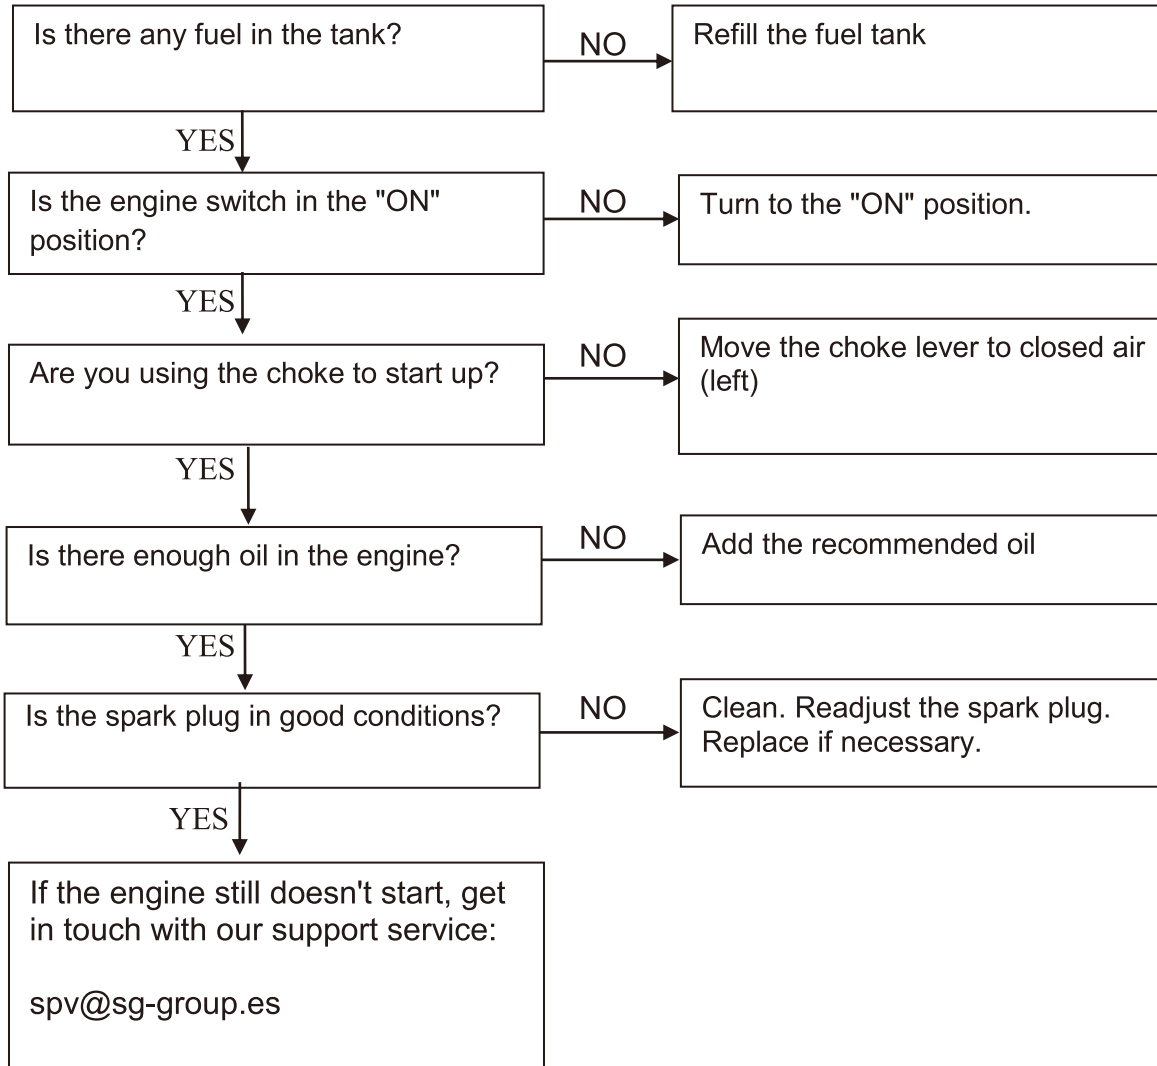 Is there any fuel in the tank?
NO
Refill the fuel tank
YES
Is the engine switch in the "ON"
position?
NO
Turn to the "ON" position.
YES
Are you using the choke to start up?
NO
Move the choke lever to closed air
(left)
YES
Is there enough oil in the engine?
NO
Add the recommended oil
YES
Is the spark plug in good conditions?
NO
Clean. Readjust the spark plug.
Replace if necessary.
YES
If the engine still doesn't start, get
in touch with our support service:
spv@sg-group.es